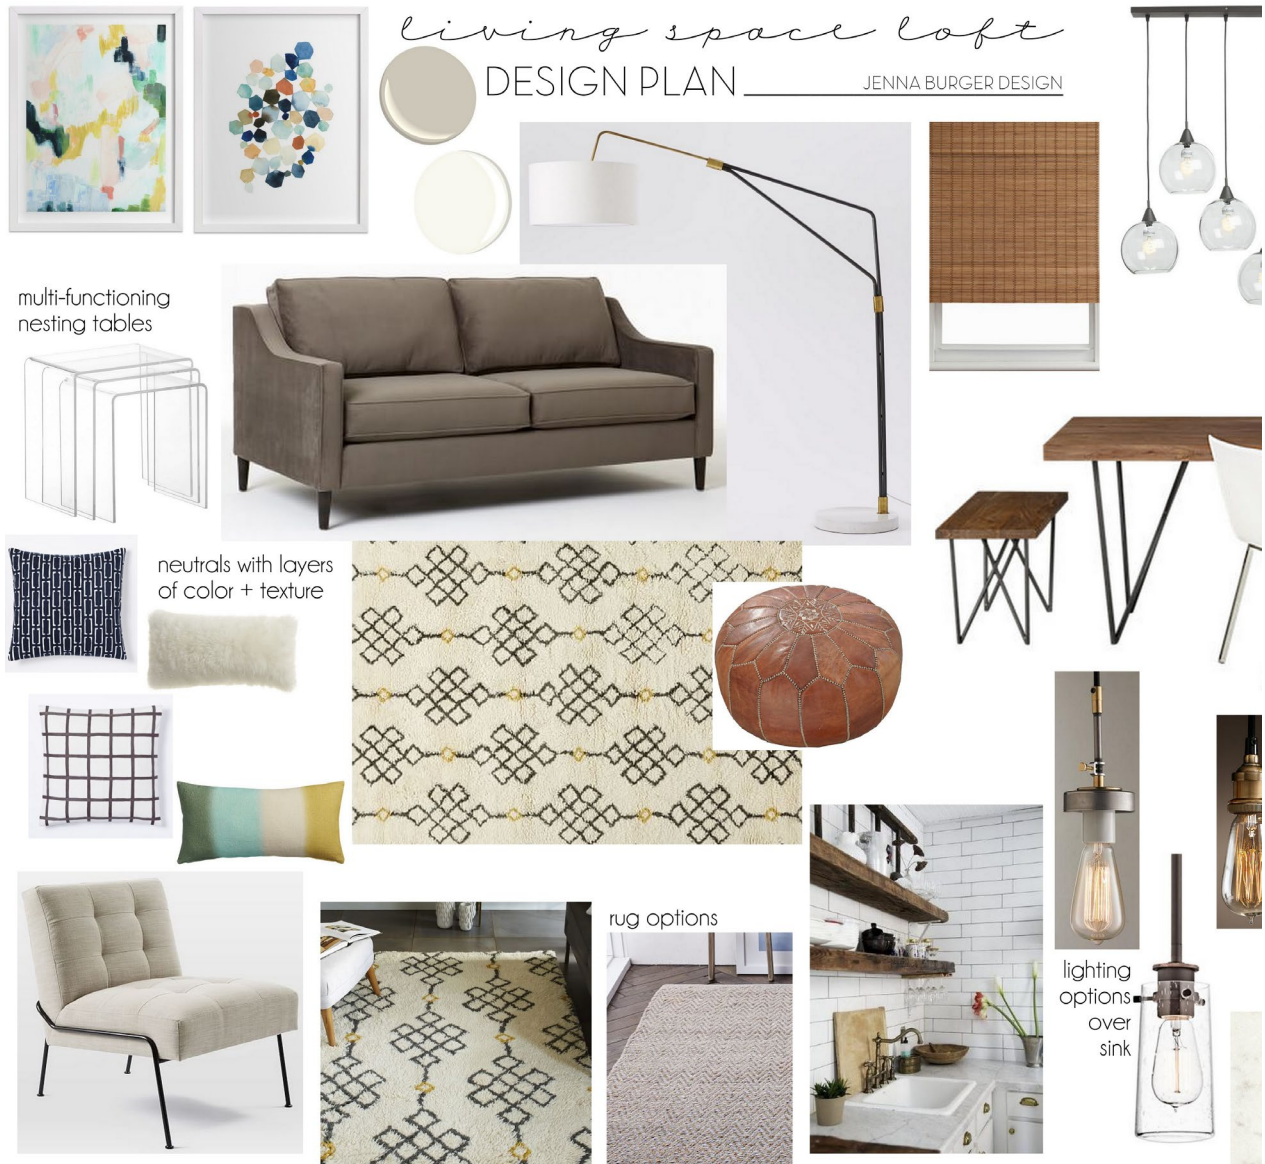 living space loft
DESIGN PLAN
JENNA BURGER DESIGN
multi-functioning
nesting tables
neutrals with layers
of color + texture
rug options
lighting
options
over
sink